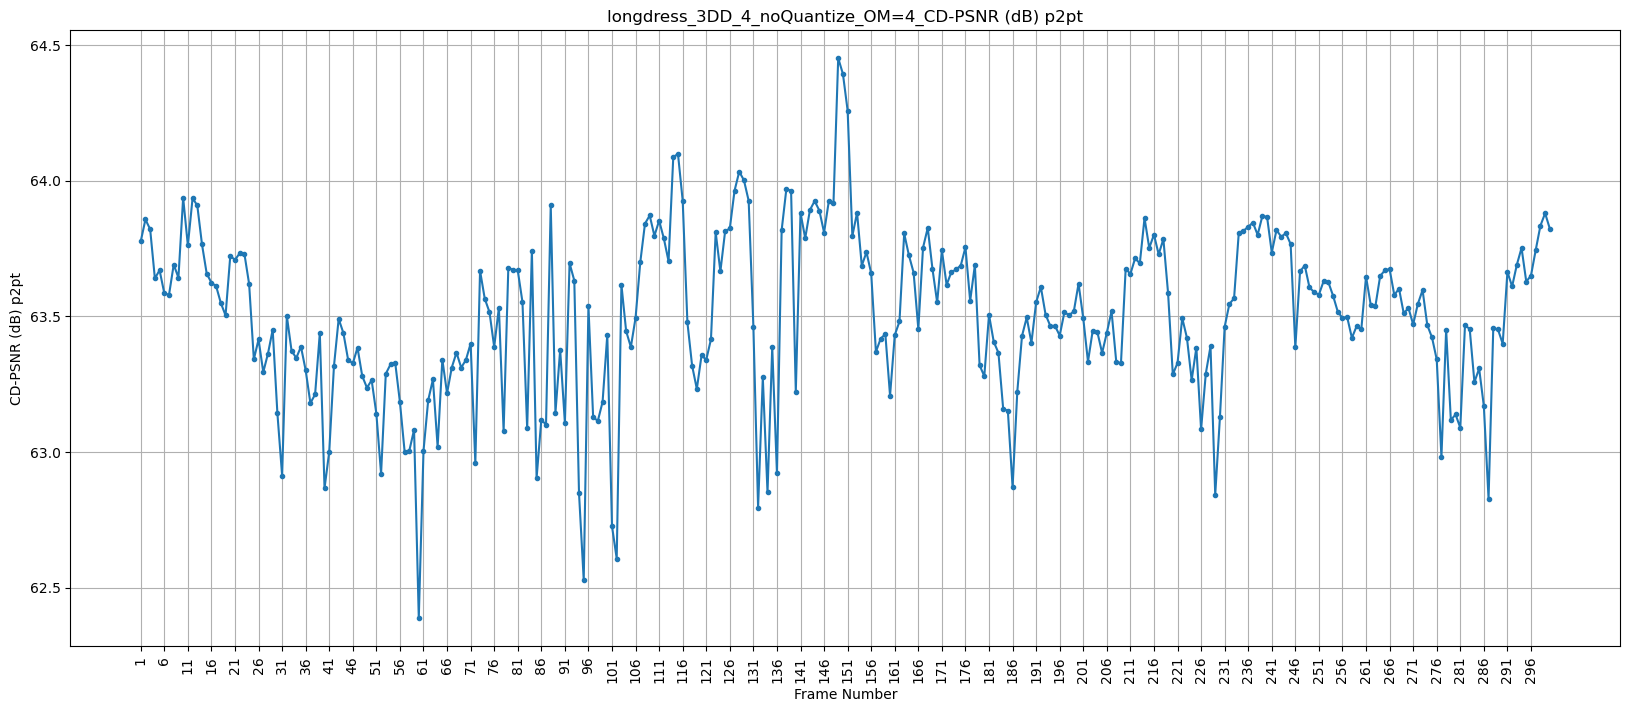 longdress_3DD_4_noQuantize_OM=4_CD-PSNR (dB) p2pt
CD-PSNR (dB) p2pt
64.5
64.0
63.5
63.0
62.5
1 6 11 16 21 26 31 36 41 46 51 56 61 66 71 76 81 86 91 96 101 106 111 116 121 126 131 136 141 146 151 156 161 166 171 176 181 186 191 196 201 206 211 216 221 226 231 236 241 246 251 256 261 266 271 276 281 286 291 296
Frame Number